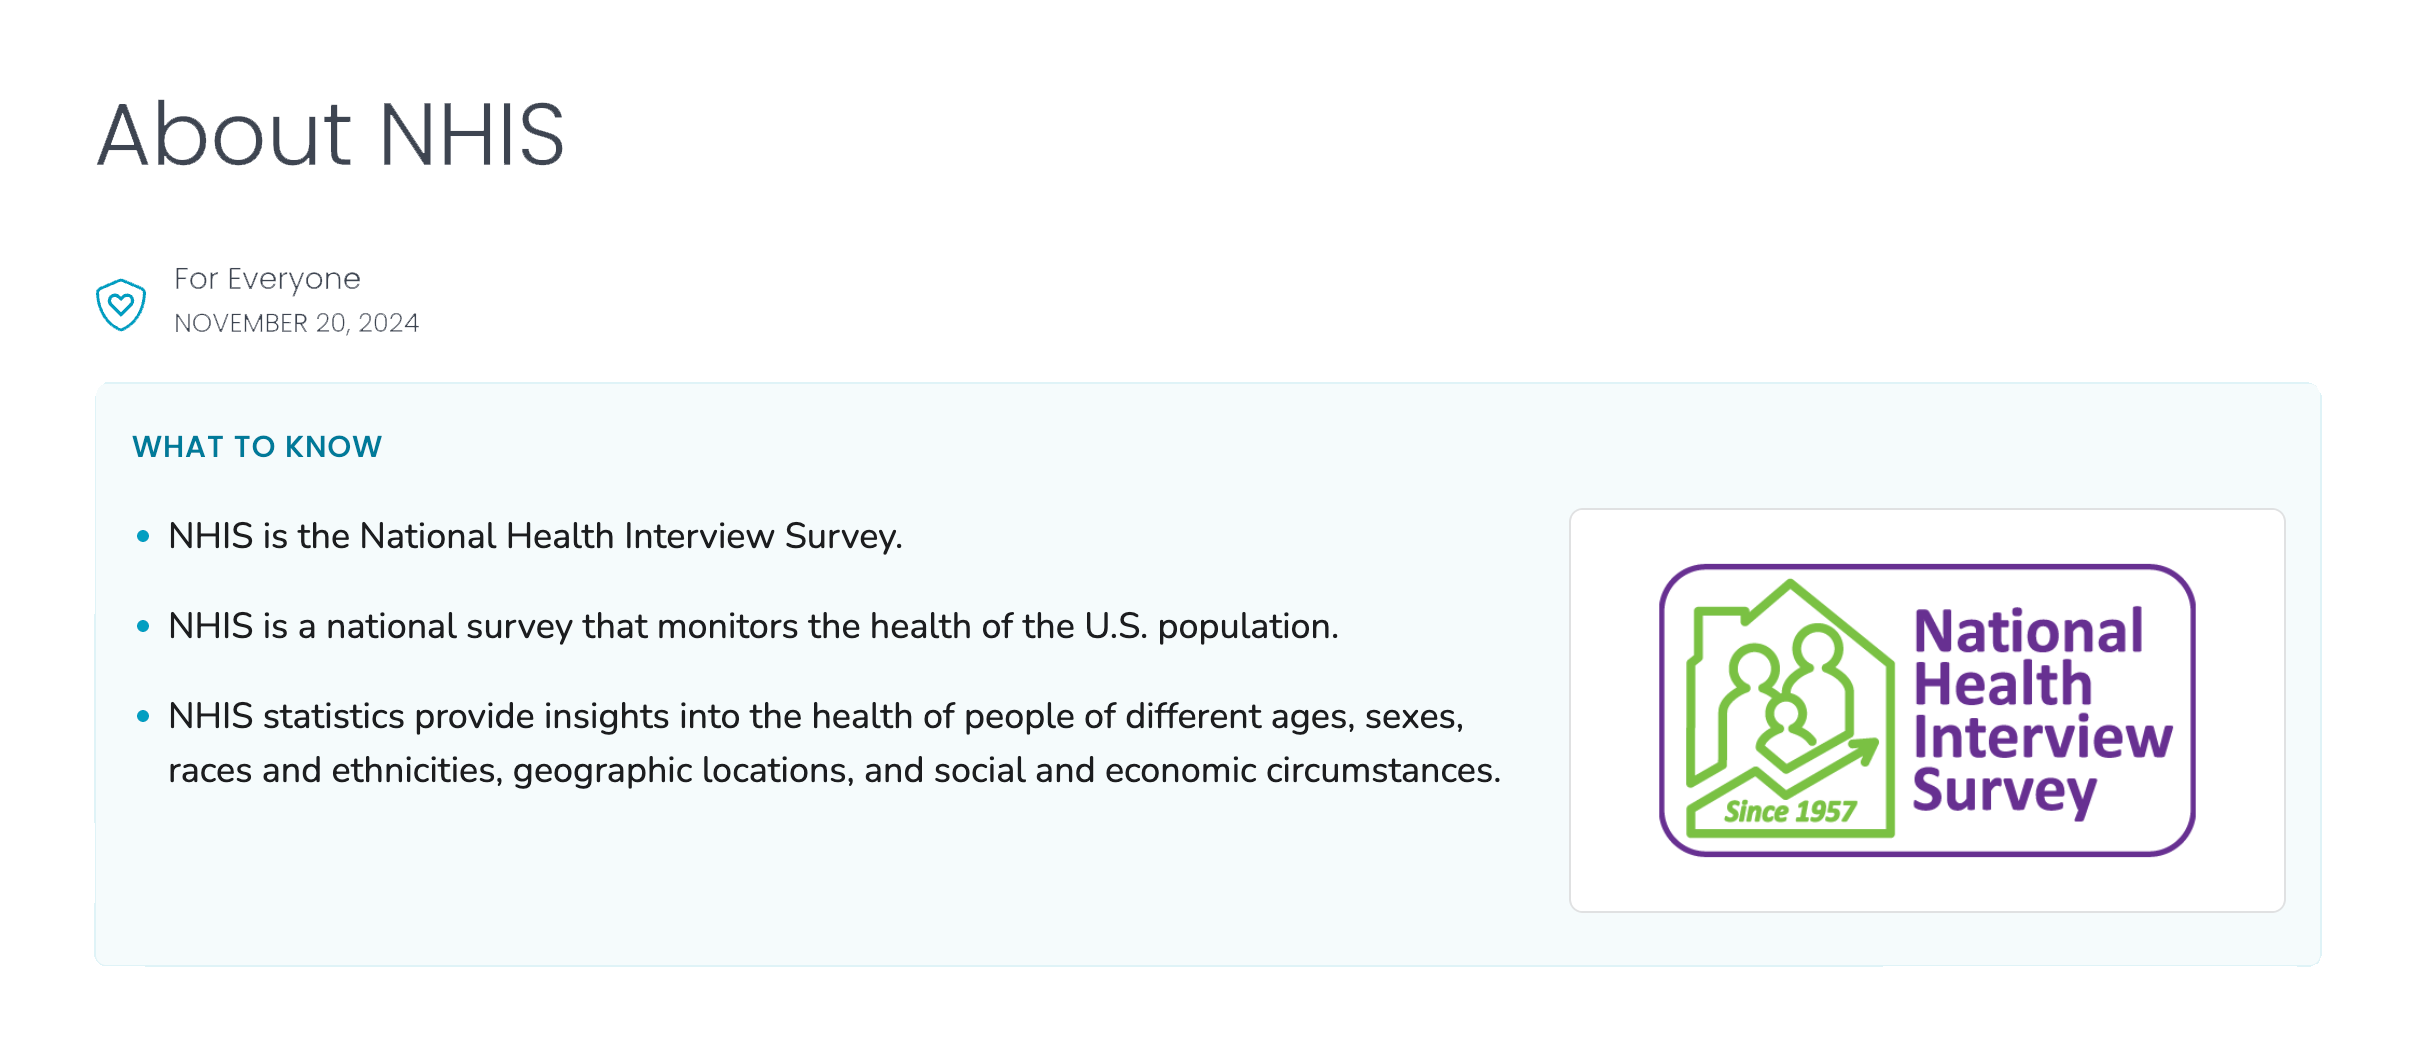 About NHIS
For Everyone
NOVEMBER 20, 2024
WHAT TO KNOW
NHIS is the National Health Interview Survey.
NHIS is a national survey that monitors the health of the U.S. population.
NHIS statistics provide insights into the health of people of different ages, sexes,
races and ethnicities, geographic locations, and social and economic circumstances.
National
Health
Interview
Survey
Since 1957